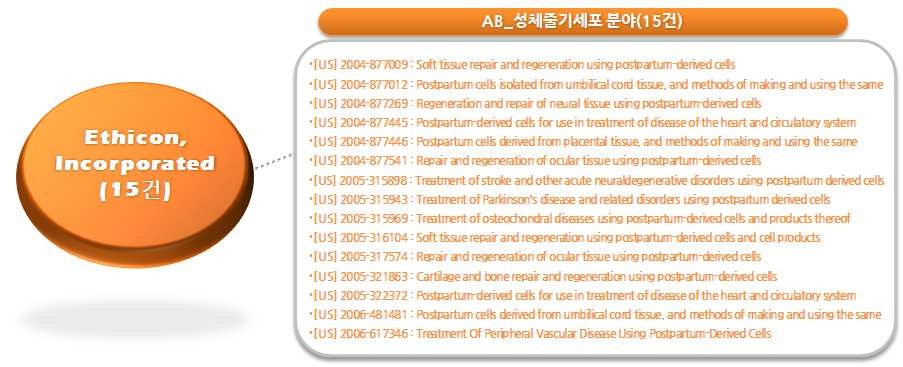 AB_성체줄기세포 분야(15건)
Ethicon,
Incorporated
(15건)
•[US] 2004-877009 : Soft tissue repair and regeneration using postpartum-derived cells
•[US] 2004-877012 : Postpartum cells isolated from umbilical cord tissue, and methods of making and using the same
•[US] 2004-877269 : Regeneration and repair of neural tissue using postpartum-derived cells
•[US] 2004-877445 : Postpartum-derived cells for use in treatment of disease of the heart and circulatory system
•[US] 2004-877446 : Postpartum cells derived from placental tissue, and methods of making and using the same
•[US] 2004-877541 : Repair and regeneration of ocular tissue using postpartum-derived cells
•[US] 2005-315898 : Treatment of stroke and other acute neuraldegenerative disorders using postpartum derived cells
•[US] 2005-315943 : Treatment of Parkinson's disease and related disorders using postpartum derived cells
•[US] 2005-315969 : Treatment of osteochondral diseases using postpartum-derived cells and products thereof
•[US] 2005-316104 : Soft tissue repair and regeneration using postpartum-derived cells and cell products
•[US] 2005-317574 : Repair and regeneration of ocular tissue using postpartum-derived cells
•[US] 2005-321863 : Cartilage and bone repair and regeneration using postpartum-derived cells
•[US] 2005-322372 : Postpartum-derived cells for use in treatment of disease of the heart and circulatory system
•[US] 2006-481481 : Postpartum cells derived from umbilical cord tissue, and methods of making and using the same
•[US] 2006-617346 : Treatment Of Peripheral Vascular Disease Using Postpartum-Derived Cells